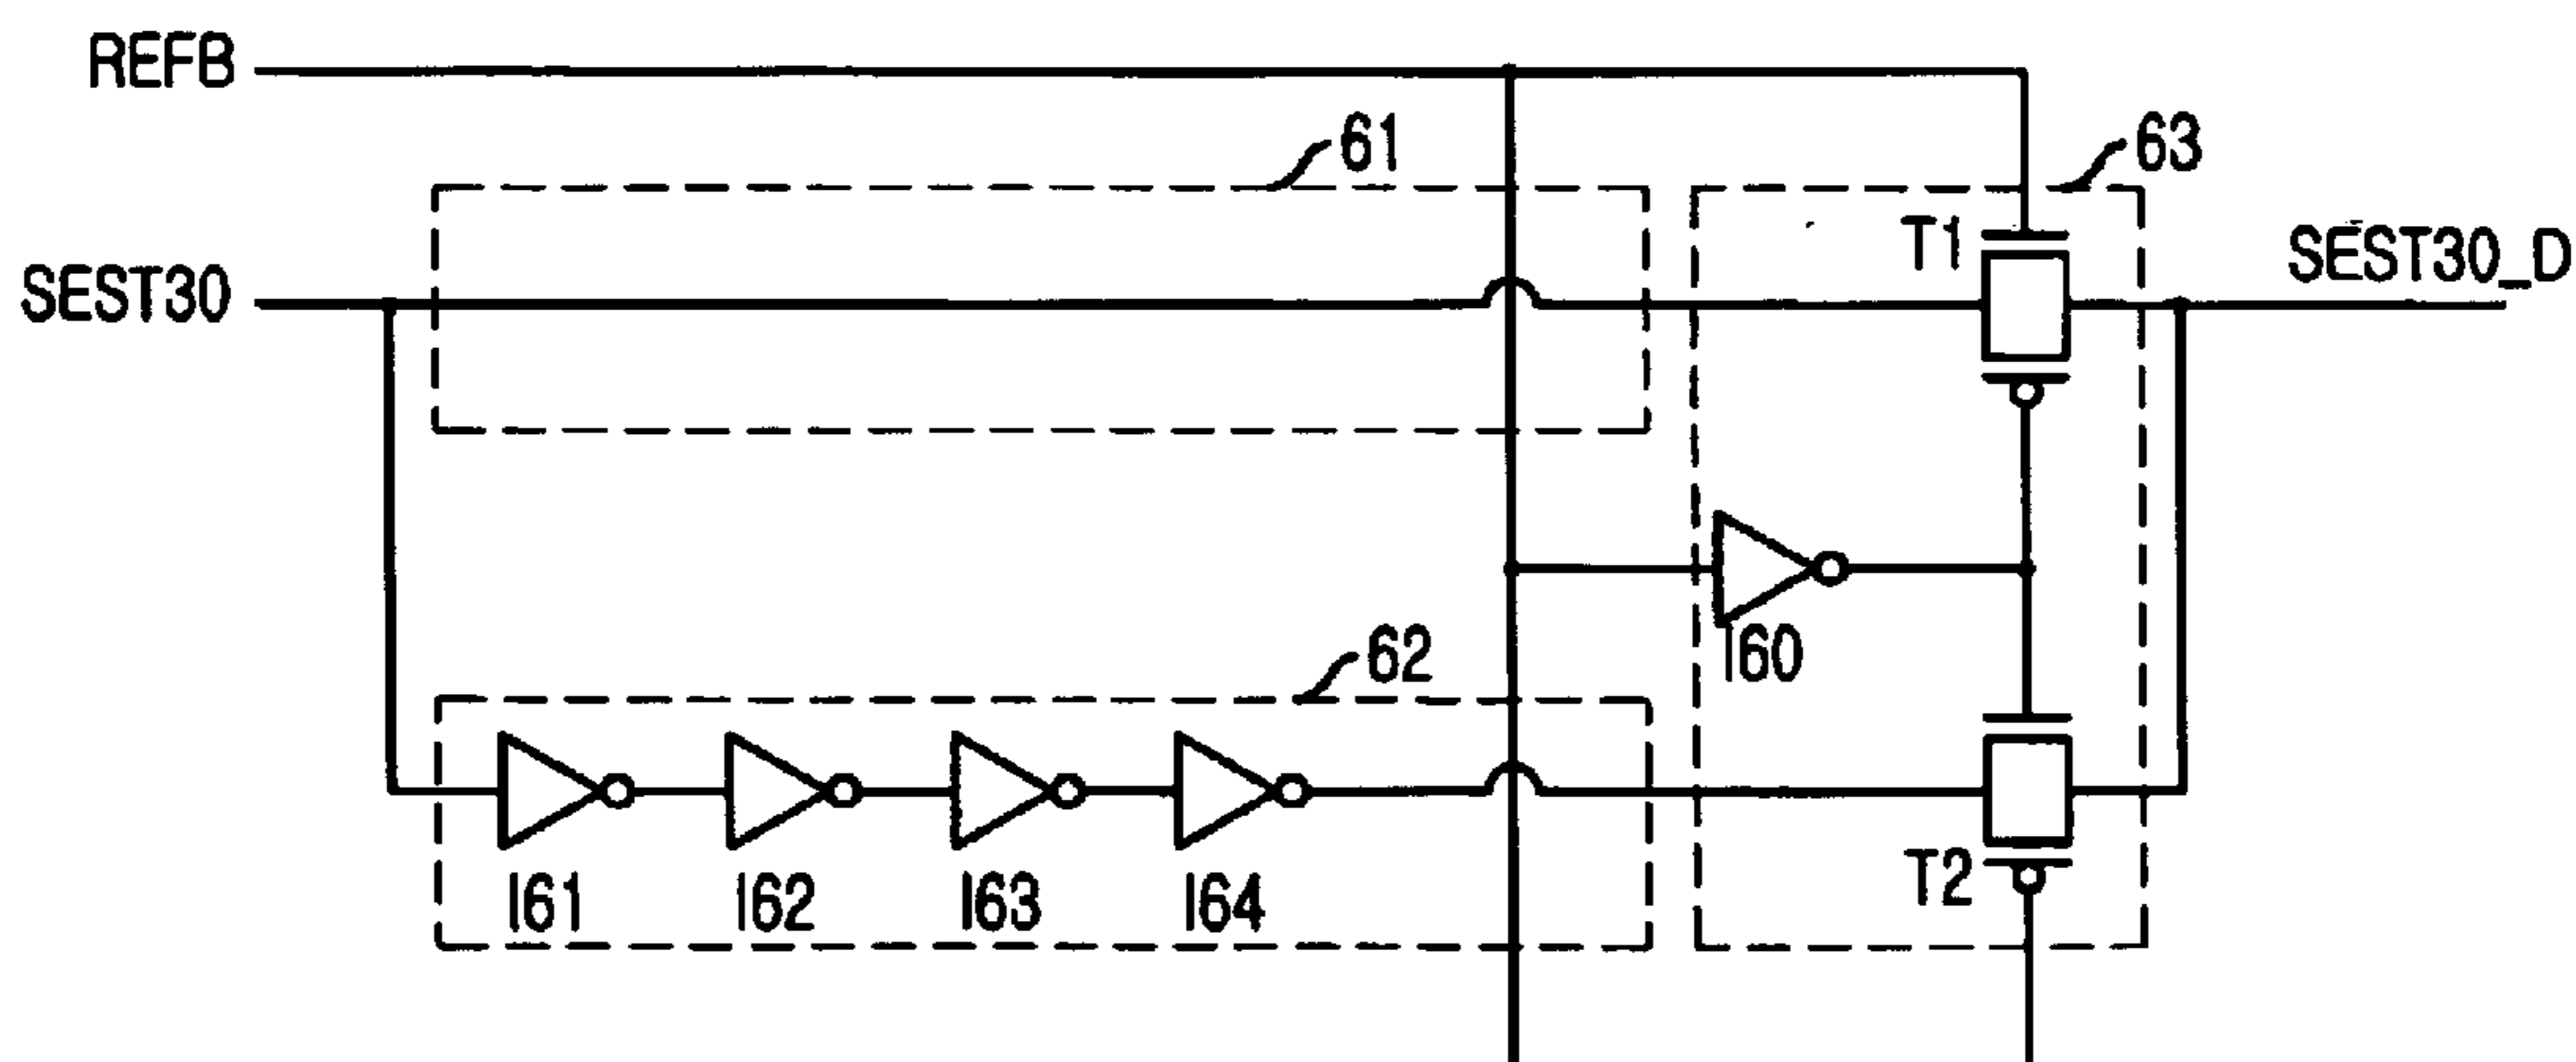 REFB
61
63
T1
SEST30
SEST30_D
I60
62
T2
I61
I62
I63
I64